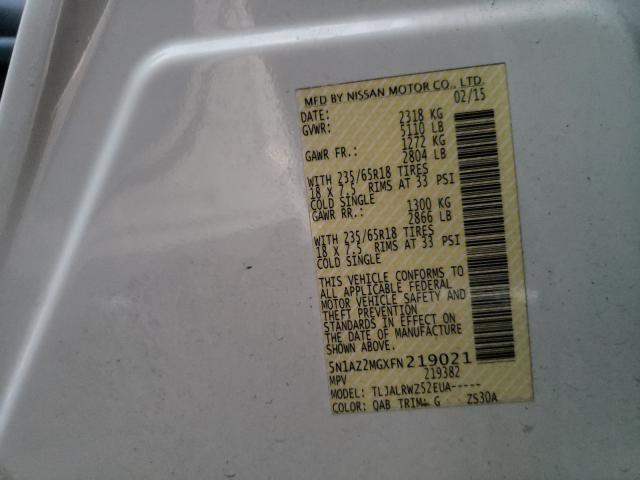 MFD BY NISSAN MOTOR CO., LTD.
DATE: 02/15
GVWR: 2318 KG
5110 LB
GAWR FR.: 1272 KG
2804 LB
WITH 235/65R18 TIRES
18 X 7.5 RIMS AT 33 PSI
COLD SINGLE
GAWR RR.: 1300 KG
2866 LB
WITH 235/65R18 TIRES
18 X 7.5 RIMS AT 33 PSI
COLD SINGLE
THIS VEHICLE CONFORMS TO
ALL APPLICABLE FEDERAL
MOTOR VEHICLE SAFETY AND
THEFT PREVENTION
STANDARDS IN EFFECT ON
THE DATE OF MANUFACTURE
SHOWN ABOVE.
5N1AZ2MGXFN219021
MPV 219382
MODEL: TLJALRWZ52EUA-----
COLOR: QAB TRIM: G ZS30A